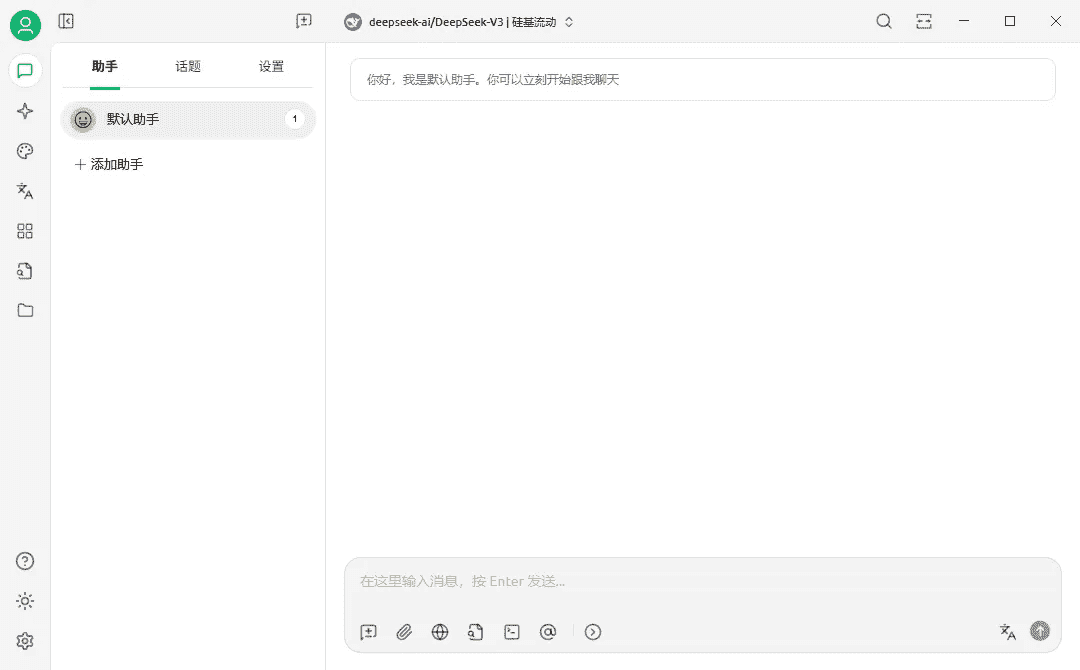 deepseek-ai/DeepSeek-V3 | 硅基流动
助手 话题 设置
默认助手 1
添加助手
你好，我是默认助手。你可以立刻开始跟我聊天
在这里输入消息，按 Enter 发送...